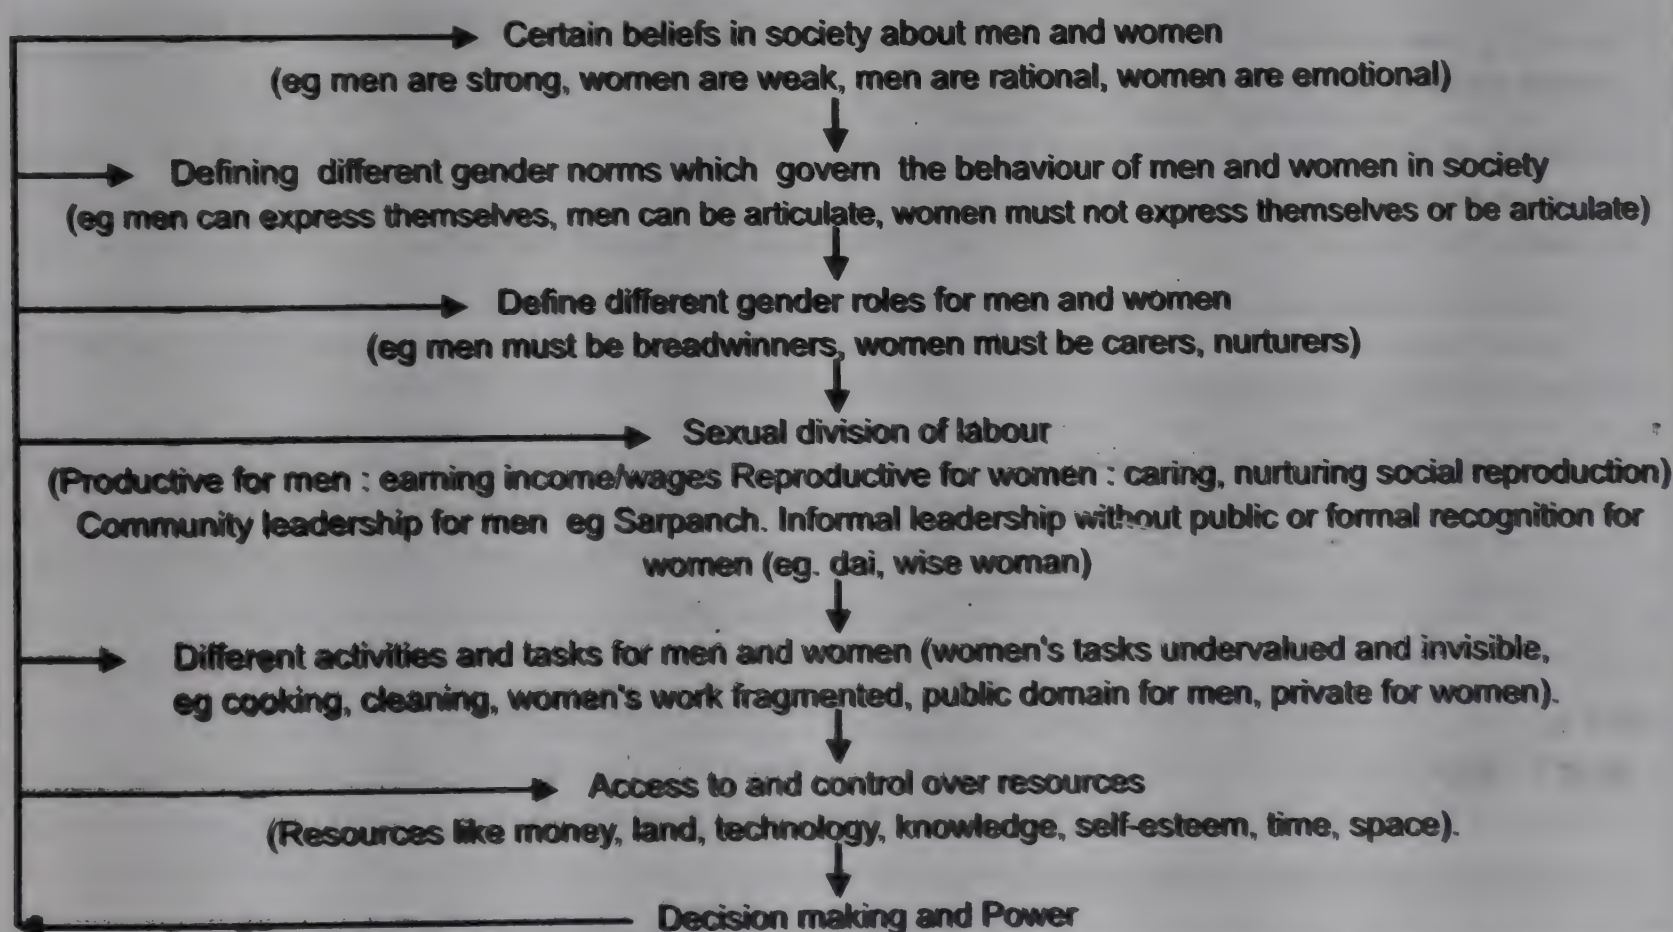 Certain beliefs in society about men and women
(eg men are strong, women are weak, men are rational, women are emotional)
Defining different gender norms which govern the behaviour of men and women in society
(eg men can express themselves, men can be articulate, women must not express themselves or be articulate)
Define different gender roles for men and women
(eg men must be breadwinners, women must be carers, nurturers)
Sexual division of labour
(Productive for men : earning income/wages Reproductive for women : caring, nurturing social reproduction)
Community leadership for men eg Sarpanch. Informal leadership without public or formal recognition for
women (eg. dai, wise woman)
Different activities and tasks for men and women (women's tasks undervalued and invisible,
eg cooking, cleaning, women's work fragmented, public domain for men, private for women).
Access to and control over resources
(Resources like money, land, technology, knowledge, self-esteem, time, space).
Decision making and Power